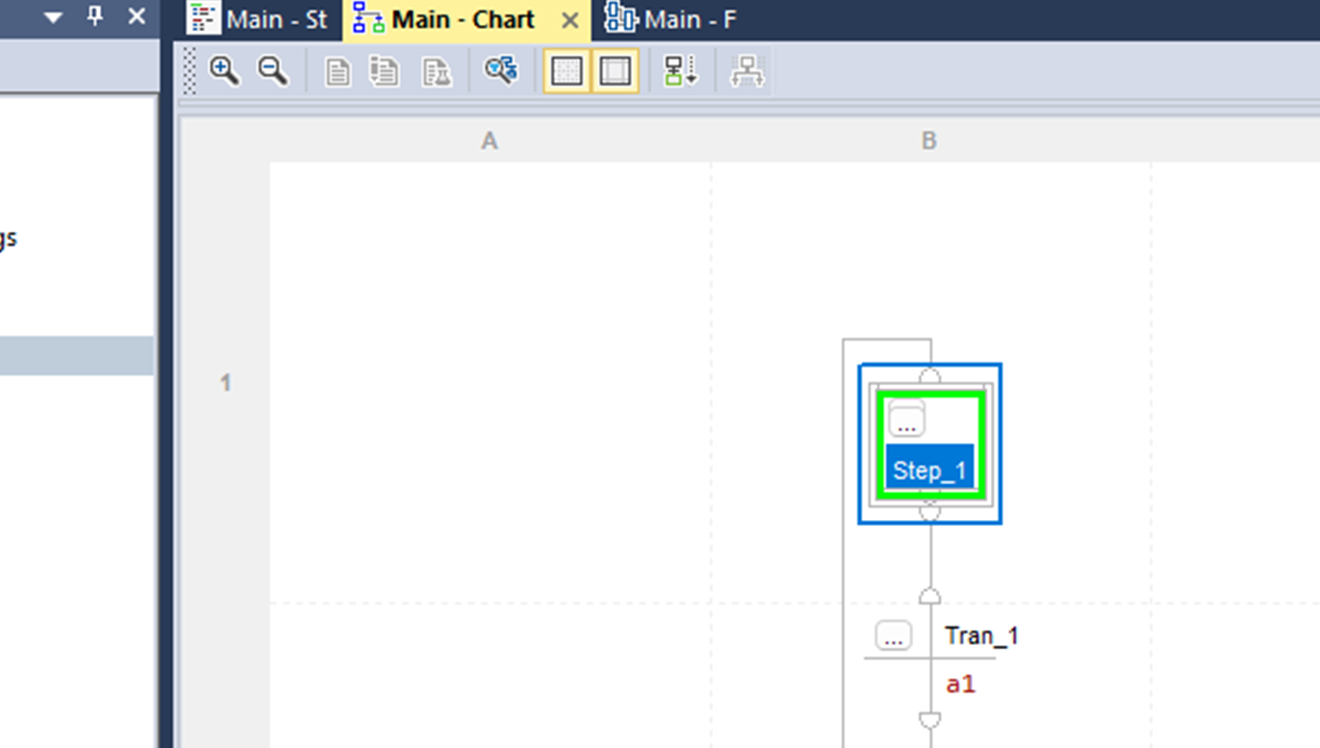 Main - St
Main - Chart
Main - F
A
B
gs
1
...
Step_1
...
Tran_1
a1